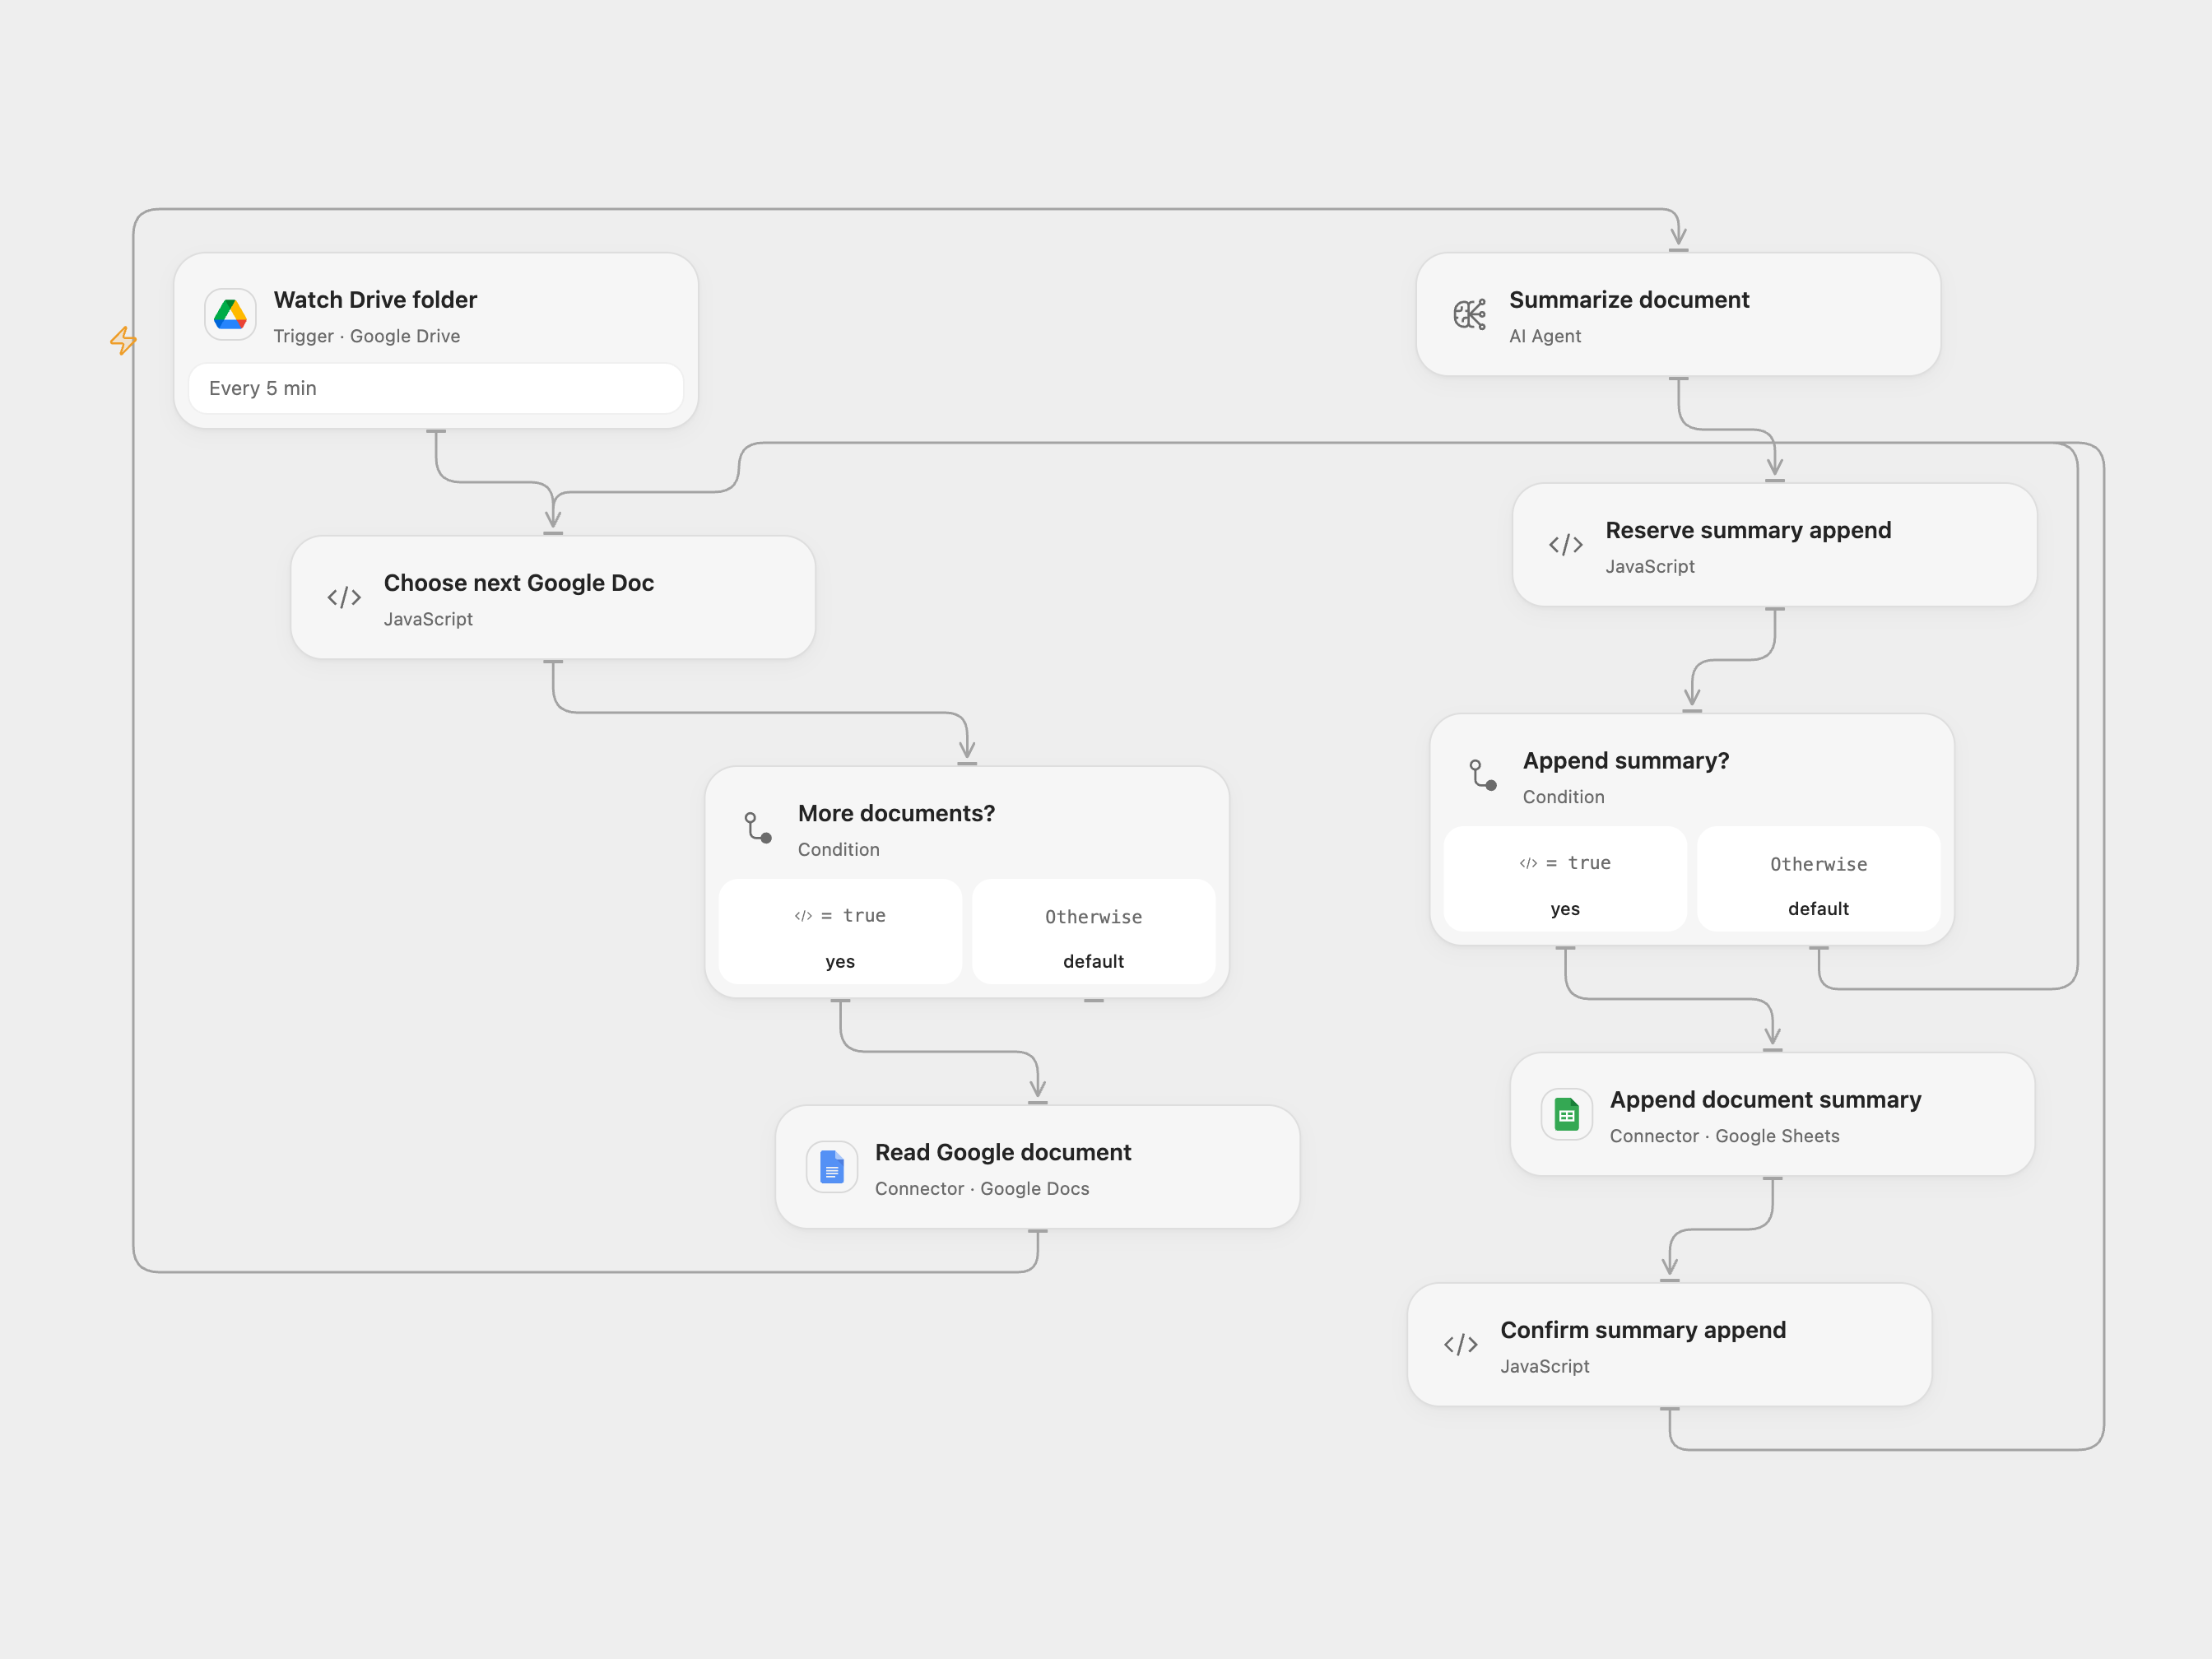 Watch Drive folder
Trigger · Google Drive
Every 5 min
Choose next Google Doc
JavaScript
More documents?
Condition
</> = true
yes
Otherwise
default
Read Google document
Connector · Google Docs
Summarize document
AI Agent
Reserve summary append
JavaScript
Append summary?
Condition
</> = true
yes
Otherwise
default
Append document summary
Connector · Google Sheets
Confirm summary append
JavaScript